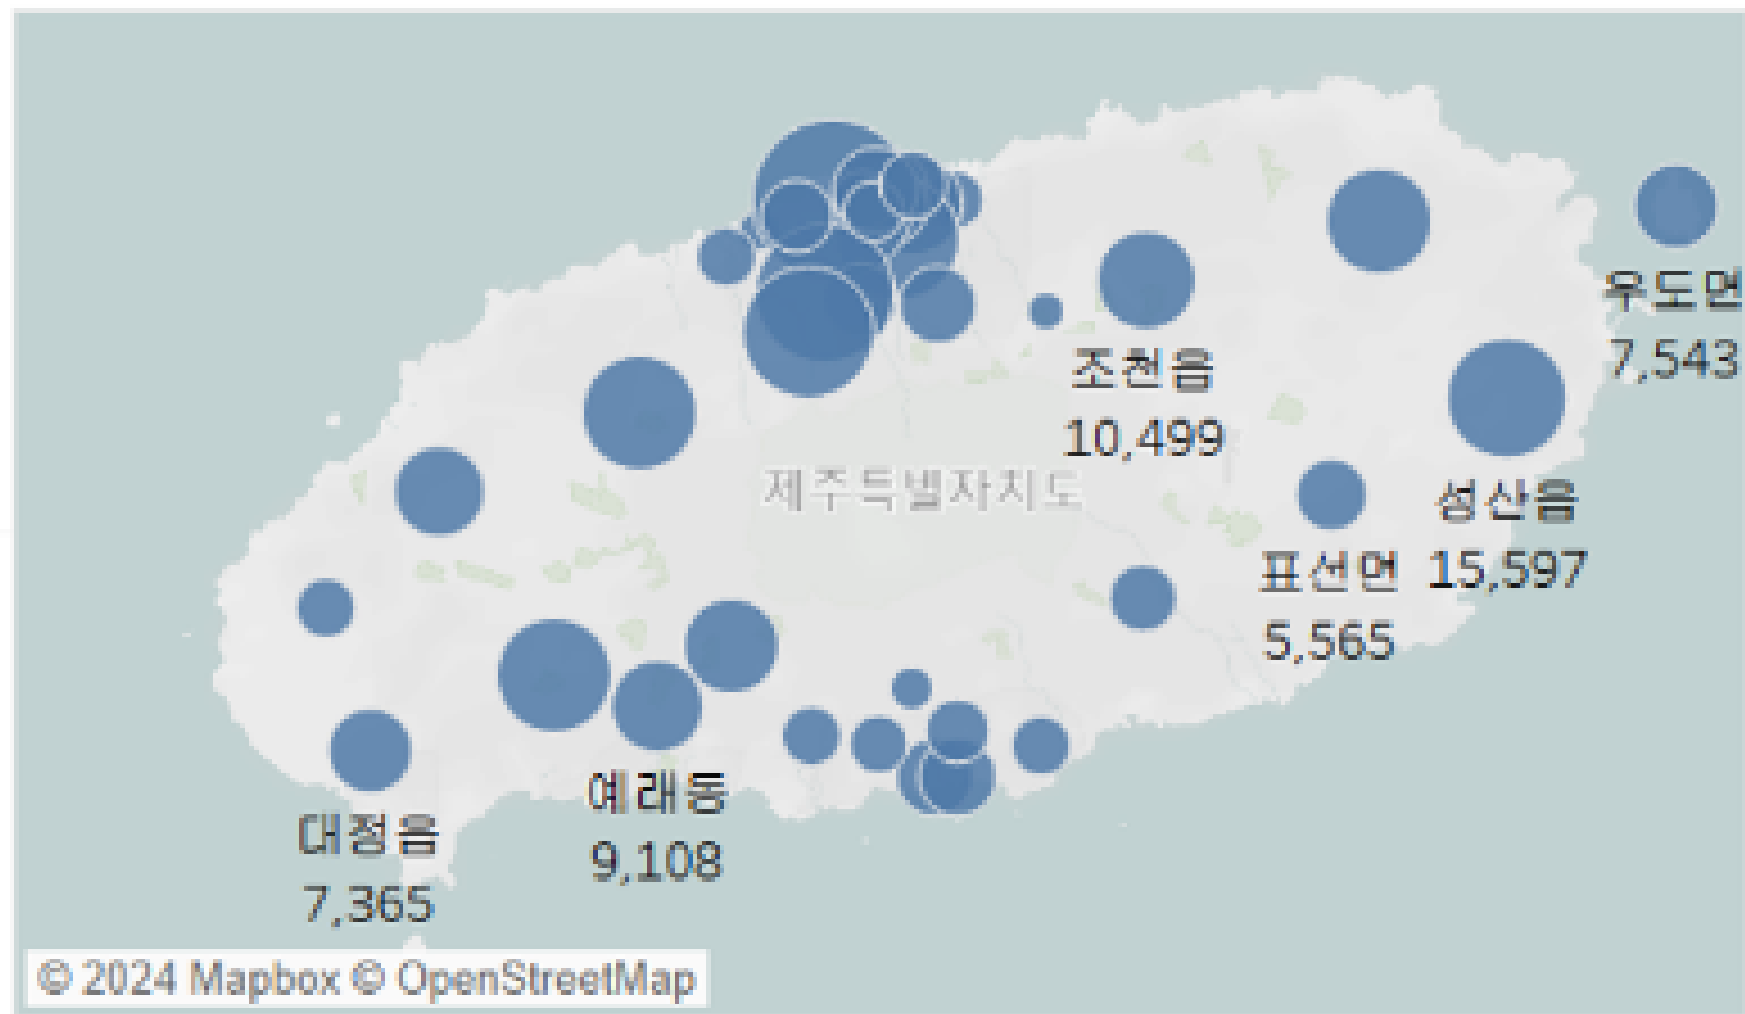 우도면
7,543
조천읍
10,499
제주특별자치도
성산읍
15,597
표선면
5,565
예래동
9,108
대정읍
7,365
© 2024 Mapbox © OpenStreetMap